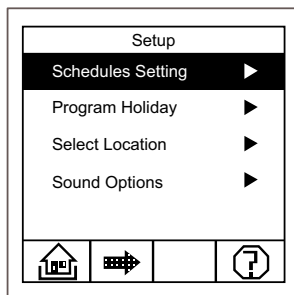 Setup
Schedules Setting
Program Holiday
Select Location
Sound Options
?